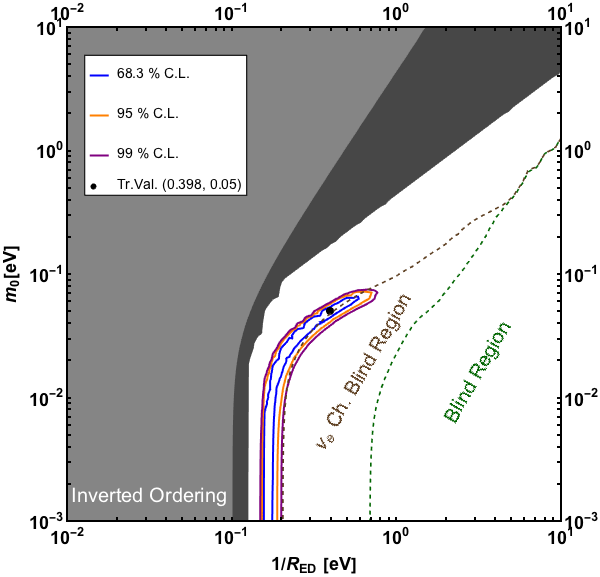 10⁻² 10⁻¹ 10⁰ 10¹
10¹ 10¹
68.3 % C.L.
95 % C.L.
99 % C.L.
Tr.Val. (0.398, 0.05)
10⁰ 10⁰
m₀[eV]
10⁻¹ 10⁻¹
νₑ Ch. Blind Region
Blind Region
10⁻² 10⁻²
Inverted Ordering
10⁻³ 10⁻³
10⁻² 10⁻¹ 10⁰ 10¹
1/R_ED [eV]